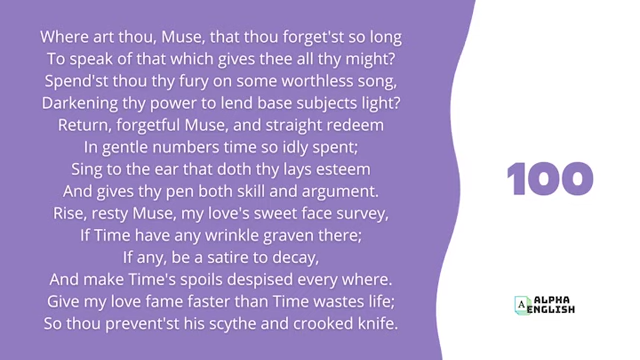 Where art thou, Muse, that thou forget'st so long
To speak of that which gives thee all thy might?
Spend'st thou thy fury on some worthless song,
Darkening thy power to lend base subjects light?
Return, forgetful Muse, and straight redeem
In gentle numbers time so idly spent;
Sing to the ear that doth thy lays esteem
And gives thy pen both skill and argument.
Rise, resty Muse, my love's sweet face survey,
If Time have any wrinkle graven there;
If any, be a satire to decay,
And make Time's spoils despised every where.
Give my love fame faster than Time wastes life;
So thou prevent'st his scythe and crooked knife.
100
A
ALPHA
ENGLISH